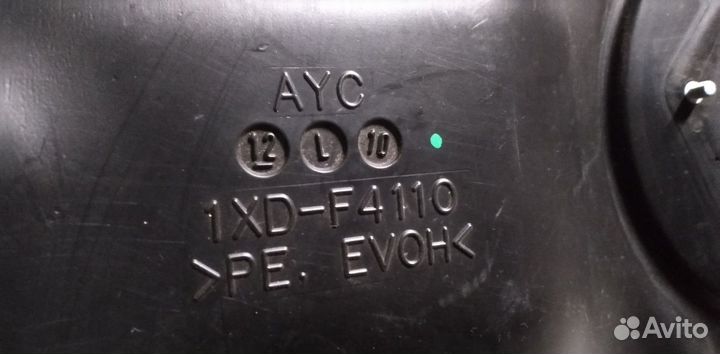 AYC
12 L 10
1XD-F4110
>PE. EVOH<
Avito